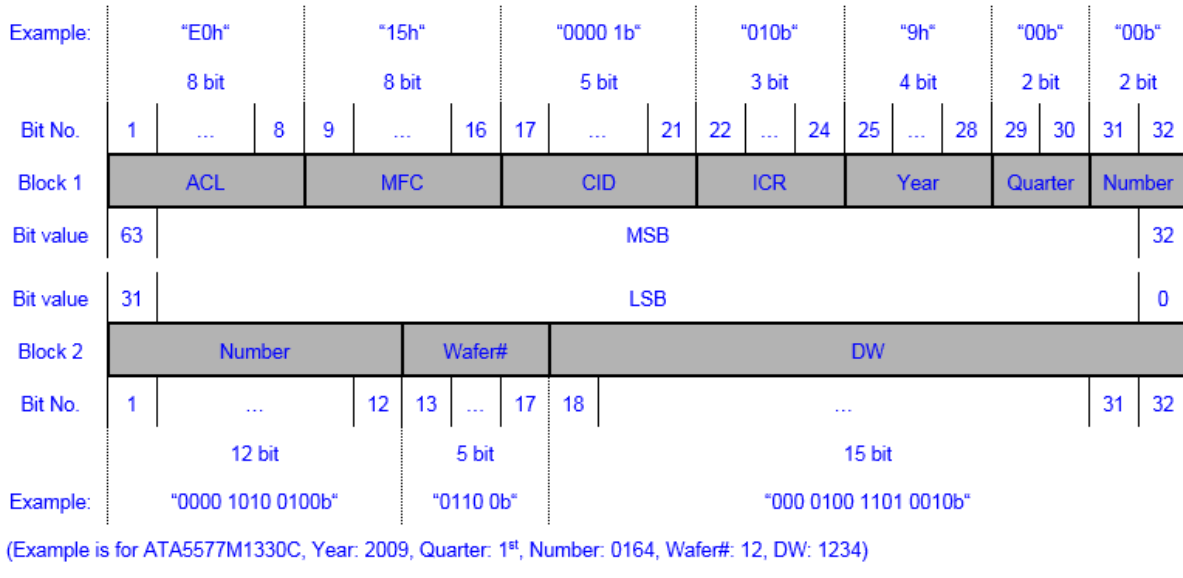 Example: “E0h“ “15h“ “0000 1b“ “010b“ “9h“ “00b“ “00b“
8 bit 8 bit 5 bit 3 bit 4 bit 2 bit 2 bit
Bit No. 1 ... 8 9 ... 16 17 ... 21 22 ... 24 25 ... 28 29 30 31 32
Block 1 ACL MFC CID ICR Year Quarter Number
Bit value 63 MSB 32
Bit value 31 LSB 0
Block 2 Number Wafer# DW
Bit No. 1 ... 12 13 ... 17 18 ... 31 32
12 bit 5 bit 15 bit
Example: “0000 1010 0100b“ “0110 0b“ “000 0100 1101 0010b“
(Example is for ATA5577M1330C, Year: 2009, Quarter: 1st, Number: 0164, Wafer#: 12, DW: 1234)